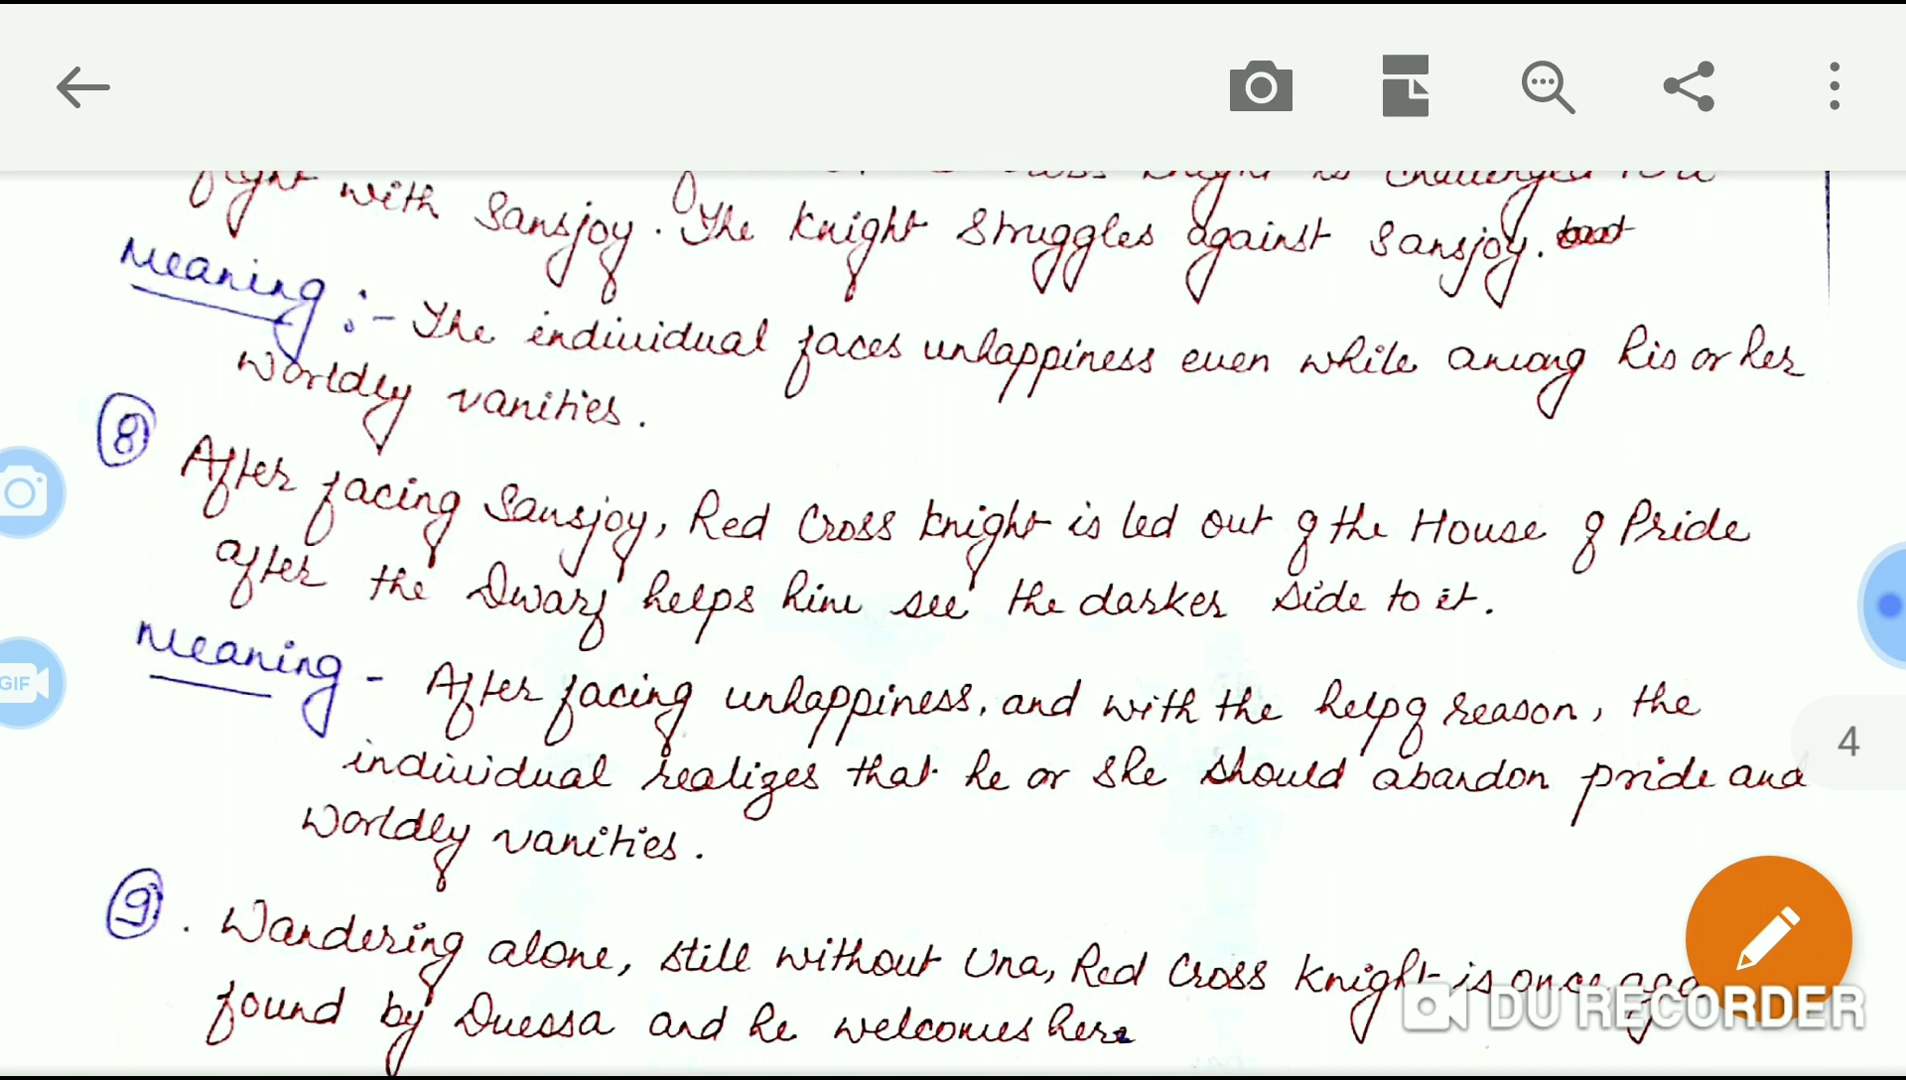 fight with Sansjoy. The Knight struggles against Sansjoy.
Meaning :- The individual faces unhappiness even while among his or her
worldly vanities.
8 After facing Sansjoy, Red Cross Knight is led out of the House of Pride
after the Dwarf helps him see the darker side to it.
Meaning - After facing unhappiness, and with the help of reason, the
individual realizes that he or she should abandon pride and
worldly vanities.
9. Wandering alone, still without Una, Red Cross Knight is once
found by Duessa and he welcomes her
GIF
4
DU RECORDER